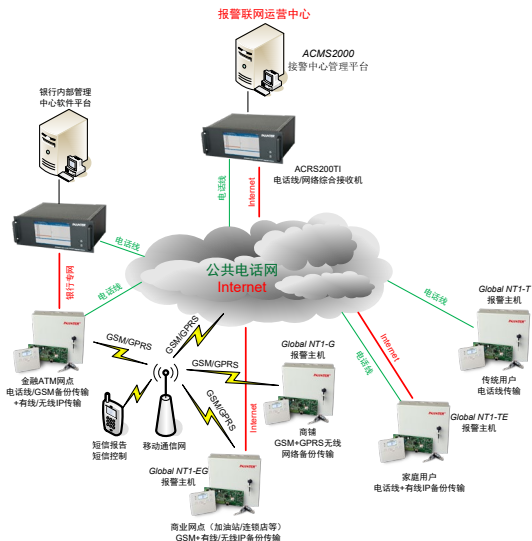 报警联网运营中心
ACMS2000
接警中心管理平台
银行内部管理
中心软件平台
ACRS200TI
电话线/网络综合接收机
电话线
Internet
电话线
银行专网
电话线
公共电话网
Internet
电话线
Global NT1-T
报警主机
传统用户
电话线传输
GSM/GPRS
GSM/GPRS
GSM/GPRS
GSM/GPRS
Internet
电话线
Internet
Global NT1-G
报警主机
金融ATM网点
电话线/GSM备份传输
+有线/无线IP传输
短信报告
短信控制
移动通信网
商铺
GSM+GPRS无线
网络备份传输
Global NT1-TE
报警主机
家庭用户
电话线+有线IP备份传输
Global NT1-EG
报警主机
商业网点（加油站/连锁店等）
GSM+有线/无线IP备份传输